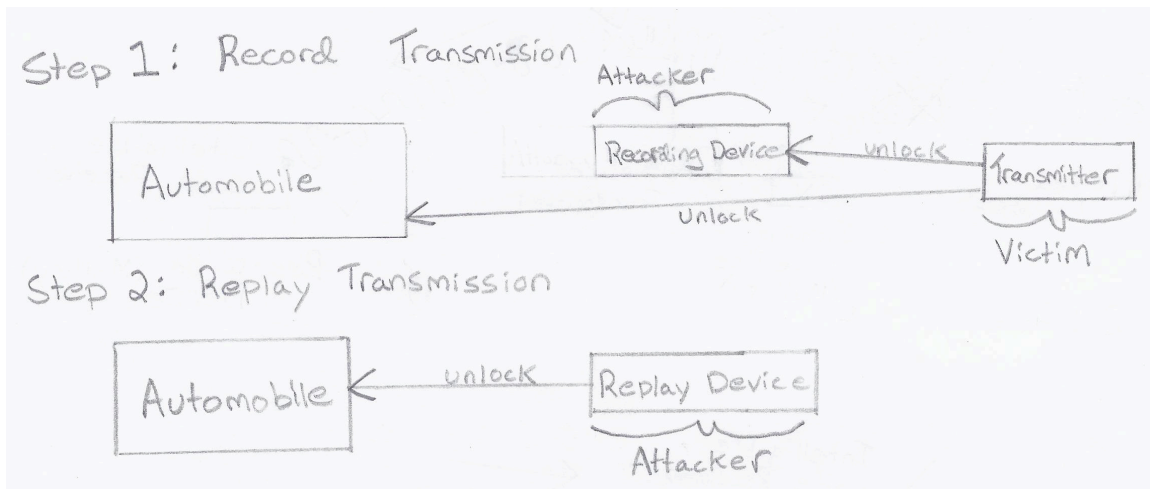 Step 1: Record Transmission
Attacker
Recording Device
unlock
Transmitter
Automobile
unlock
Victim
Step 2: Replay Transmission
unlock
Automobile
Replay Device
Attacker